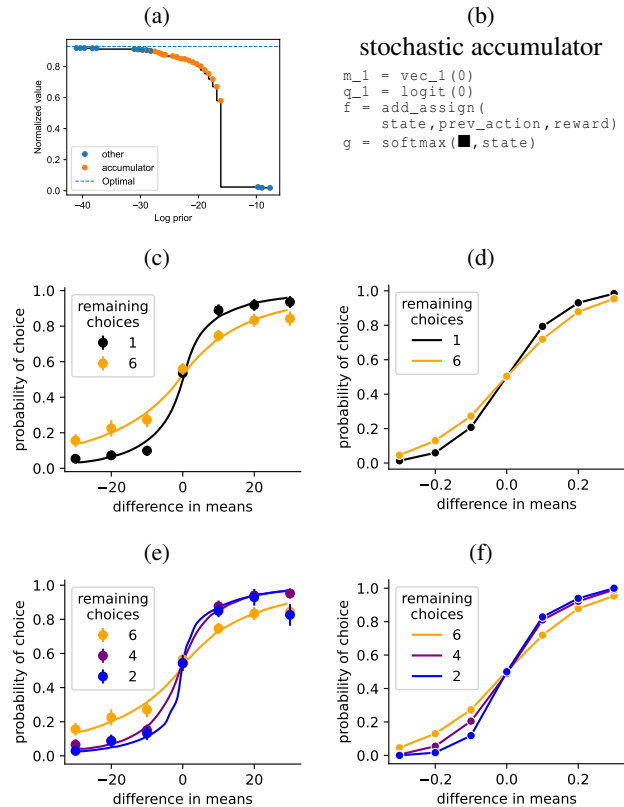 (a)
Normalized value
0.8
0.6
0.4
0.2
0.0
other
accumulator
Optimal
−40
−30
−20
−10
Log prior
(b)
stochastic accumulator
m_1 = vec_1(0)
q_1 = logit(0)
f = add_assign(
state,prev_action,reward)
g = softmax(■,state)
(c)
probability of choice
1.0
0.8
0.6
0.4
0.2
0.0
remaining
choices
1
6
−20
0
20
difference in means
(d)
probability of choice
1.0
0.8
0.6
0.4
0.2
0.0
remaining
choices
1
6
−0.2
0.0
0.2
difference in means
(e)
probability of choice
1.0
0.8
0.6
0.4
0.2
0.0
remaining
choices
6
4
2
−20
0
20
difference in means
(f)
probability of choice
1.0
0.8
0.6
0.4
0.2
0.0
remaining
choices
6
4
2
−0.2
0.0
0.2
difference in means